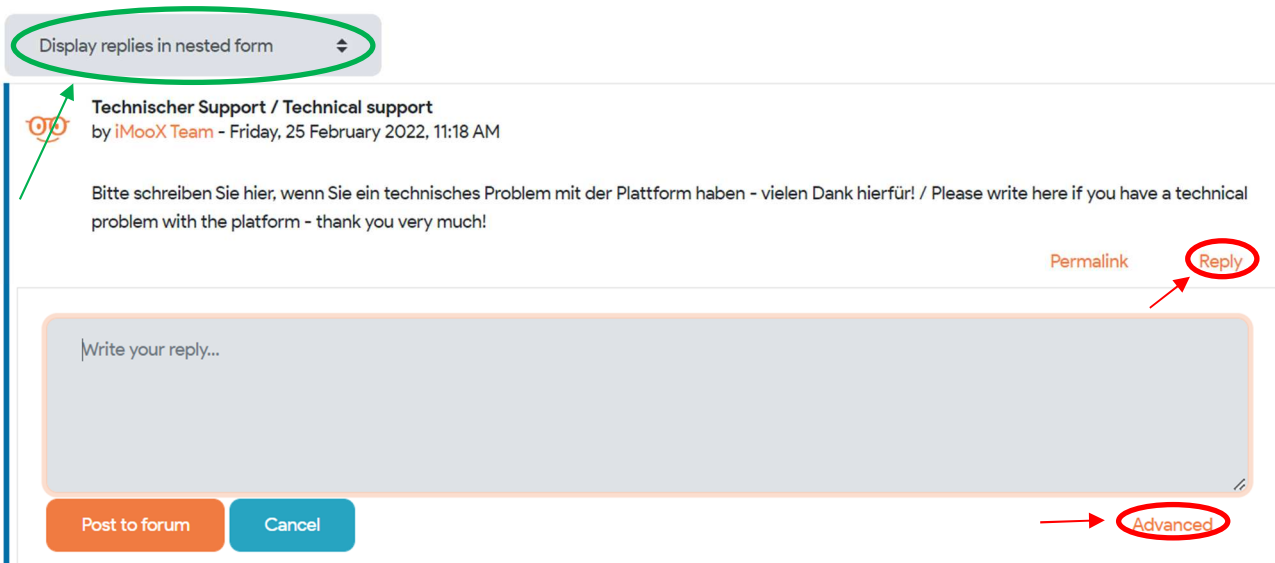 Display replies in nested form
Technischer Support / Technical support
by iMooX Team - Friday, 25 February 2022, 11:18 AM
Bitte schreiben Sie hier, wenn Sie ein technisches Problem mit der Plattform haben - vielen Dank hierfür! / Please write here if you have a technical
problem with the platform - thank you very much!
Permalink Reply
Write your reply...
Post to forum Cancel Advanced